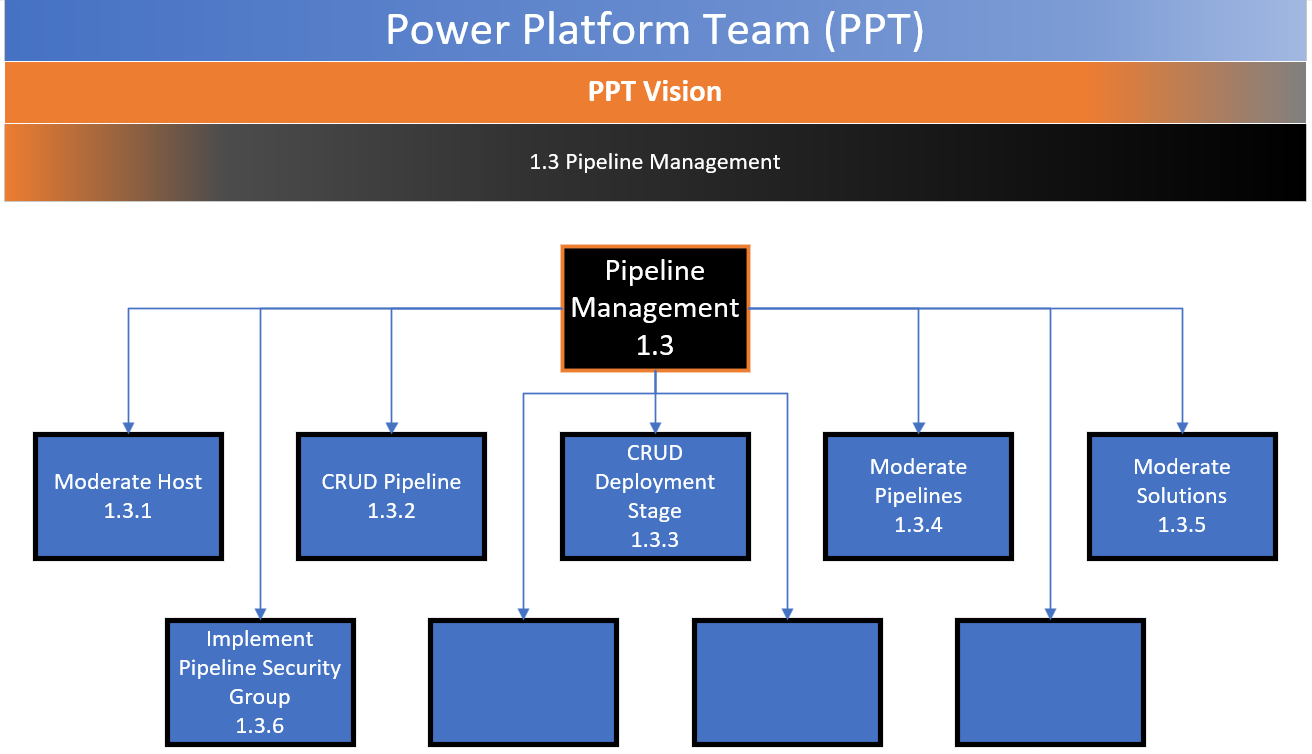 Power Platform Team (PPT)
PPT Vision
1.3 Pipeline Management
Pipeline
Management
1.3
Moderate Host
1.3.1
CRUD Pipeline
1.3.2
CRUD
Deployment
Stage
1.3.3
Moderate
Pipelines
1.3.4
Moderate
Solutions
1.3.5
Implement
Pipeline Security
Group
1.3.6